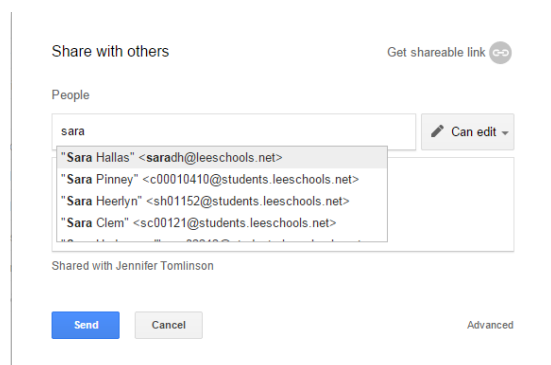 Share with others
Get shareable link
People
sara
Can edit
"Sara Hallas" <saradh@leeschools.net>
"Sara Pinney" <c00010410@students.leeschools.net>
"Sara Heerlyn" <sh01152@students.leeschools.net>
"Sara Clem" <sc00121@students.leeschools.net>
Shared with Jennifer Tomlinson
Send
Cancel
Advanced